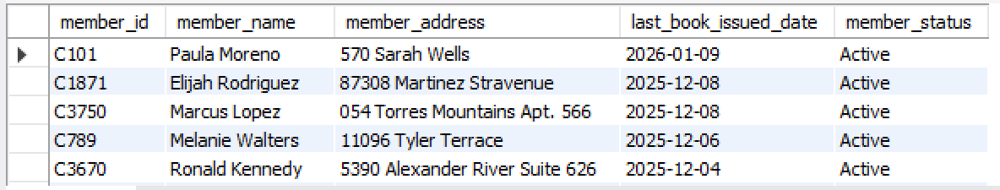 member_id member_name member_address last_book_issued_date member_status
C101 Paula Moreno 570 Sarah Wells 2026-01-09 Active
C1871 Elijah Rodriguez 87308 Martinez Stravenue 2025-12-08 Active
C3750 Marcus Lopez 054 Torres Mountains Apt. 566 2025-12-08 Active
C789 Melanie Walters 11096 Tyler Terrace 2025-12-06 Active
C3670 Ronald Kennedy 5390 Alexander River Suite 626 2025-12-04 Active